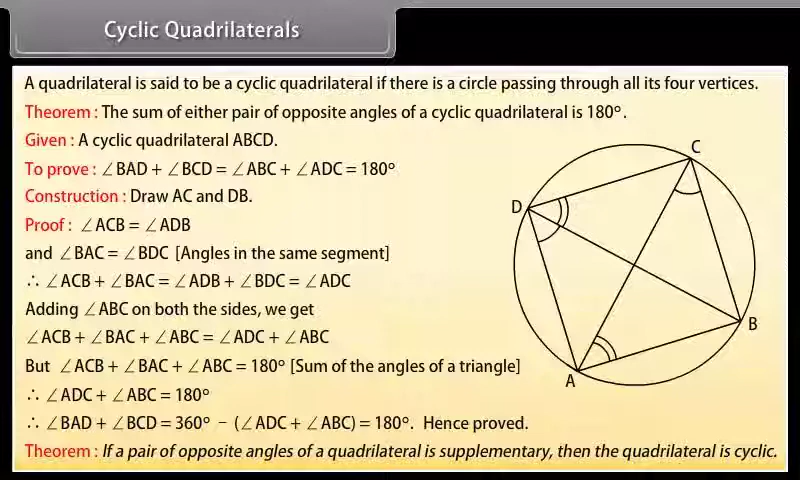 Cyclic Quadrilaterals
A quadrilateral is said to be a cyclic quadrilateral if there is a circle passing through all its four vertices.
Theorem : The sum of either pair of opposite angles of a cyclic quadrilateral is 180°.
Given : A cyclic quadrilateral ABCD.
To prove : ∠BAD + ∠BCD = ∠ABC + ∠ADC = 180°
Construction : Draw AC and DB.
Proof : ∠ACB = ∠ADB
and ∠BAC = ∠BDC [Angles in the same segment]
∴ ∠ACB + ∠BAC = ∠ADB + ∠BDC = ∠ADC
Adding ∠ABC on both the sides, we get
∠ACB + ∠BAC + ∠ABC = ∠ADC + ∠ABC
But ∠ACB + ∠BAC + ∠ABC = 180° [Sum of the angles of a triangle]
∴ ∠ADC + ∠ABC = 180°
∴ ∠BAD + ∠BCD = 360° − (∠ADC + ∠ABC) = 180°. Hence proved.
Theorem : If a pair of opposite angles of a quadrilateral is supplementary, then the quadrilateral is cyclic.
C
D
B
A